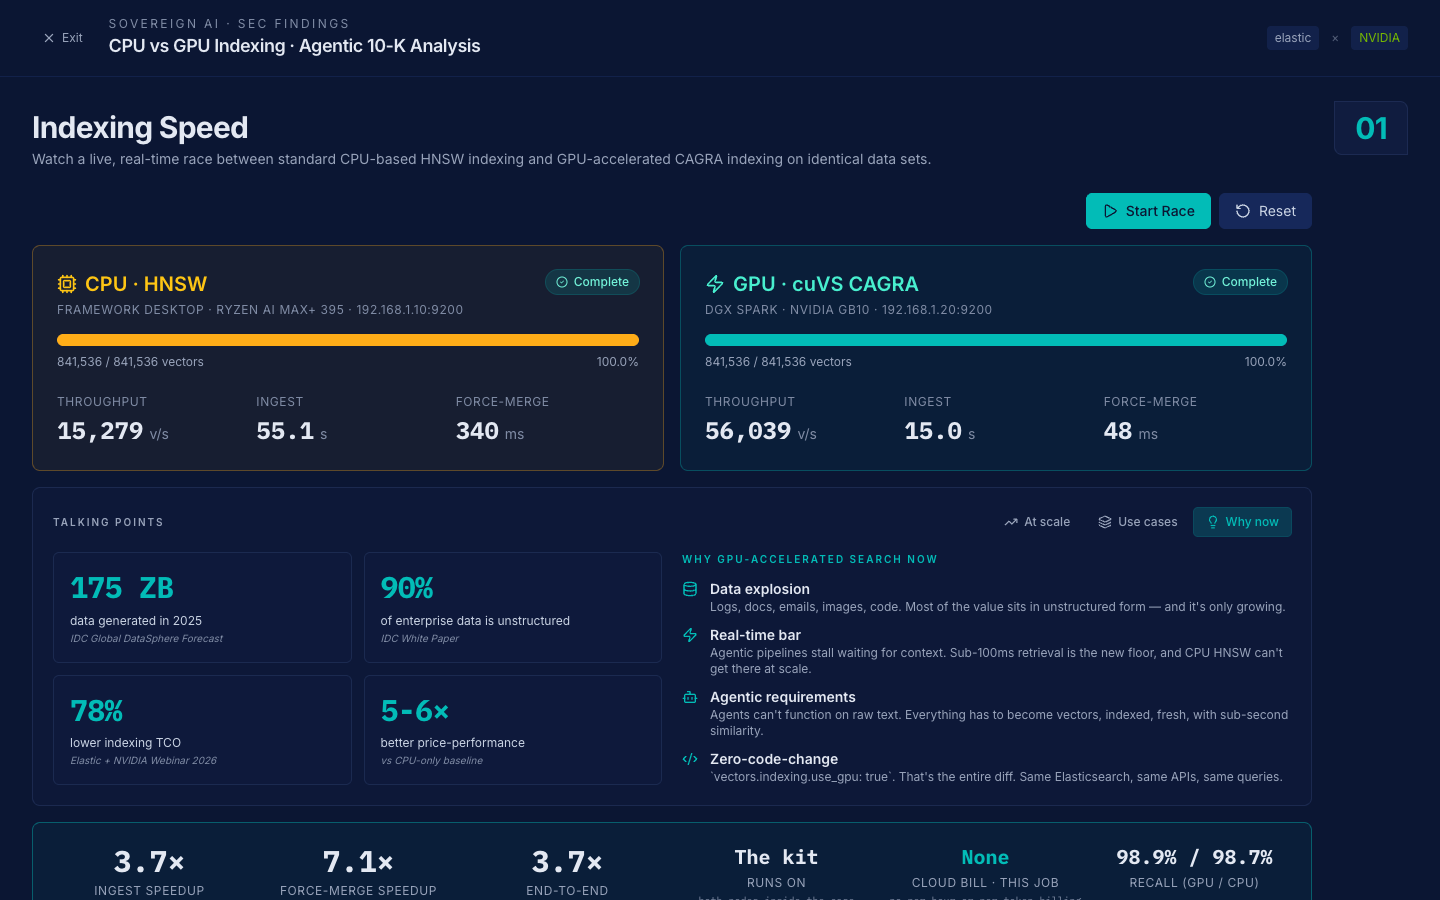 Exit
SOVEREIGN AI · SEC FINDINGS
CPU vs GPU Indexing · Agentic 10-K Analysis
elastic × NVIDIA
Indexing Speed
01
Watch a live, real-time race between standard CPU-based HNSW indexing and GPU-accelerated CAGRA indexing on identical data sets.
Start Race
Reset
CPU · HNSW
Complete
FRAMEWORK DESKTOP · RYZEN AI MAX+ 395 · 192.168.1.10:9200
841,536 / 841,536 vectors
100.0%
THROUGHPUT
INGEST
FORCE-MERGE
15,279 v/s
55.1 s
340 ms
GPU · cuVS CAGRA
Complete
DGX SPARK · NVIDIA GB10 · 192.168.1.20:9200
841,536 / 841,536 vectors
100.0%
THROUGHPUT
INGEST
FORCE-MERGE
56,039 v/s
15.0 s
48 ms
TALKING POINTS
At scale
Use cases
Why now
175 ZB
data generated in 2025
IDC Global DataSphere Forecast
90%
of enterprise data is unstructured
IDC White Paper
78%
lower indexing TCO
Elastic + NVIDIA Webinar 2026
5-6×
better price-performance
vs CPU-only baseline
WHY GPU-ACCELERATED SEARCH NOW
Data explosion
Logs, docs, emails, images, code. Most of the value sits in unstructured form — and it's only growing.
Real-time bar
Agentic pipelines stall waiting for context. Sub-100ms retrieval is the new floor, and CPU HNSW can't
get there at scale.
Agentic requirements
Agents can't function on raw text. Everything has to become vectors, indexed, fresh, with sub-second
similarity.
Zero-code-change
`vectors.indexing.use_gpu: true`. That's the entire diff. Same Elasticsearch, same APIs, same queries.
3.7×
INGEST SPEEDUP
7.1×
FORCE-MERGE SPEEDUP
3.7×
END-TO-END
The kit
RUNS ON
None
CLOUD BILL · THIS JOB
98.9% / 98.7%
RECALL (GPU / CPU)